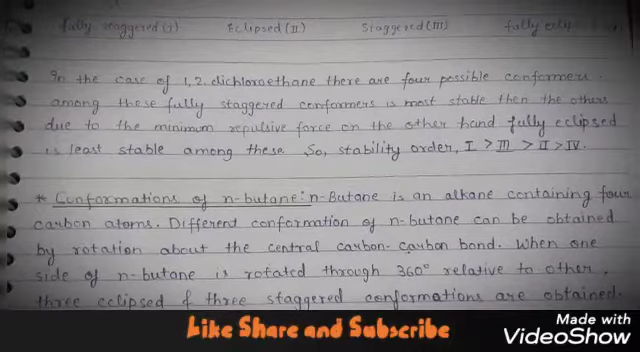 fully staggered (I) Eclipsed (II) Staggered (III) fully ecly
In the case of 1,2 dichloroethane there are four possible conformers.
among these fully staggered conformers is most stable then the others
due to the minimum repulsive force on the other hand fully eclipsed
is least stable among these. So, stability order, I > III > II > IV.
* Conformations of n-butane: n-Butane is an alkane containing four
carbon atoms. Different conformation of n-butane can be obtained
by rotation about the central carbon-carbon bond. When one
side of n-butane is rotated through 360° relative to other,
three eclipsed & three staggered conformations are obtained.
Like Share and Subscribe
Made with
VideoShow